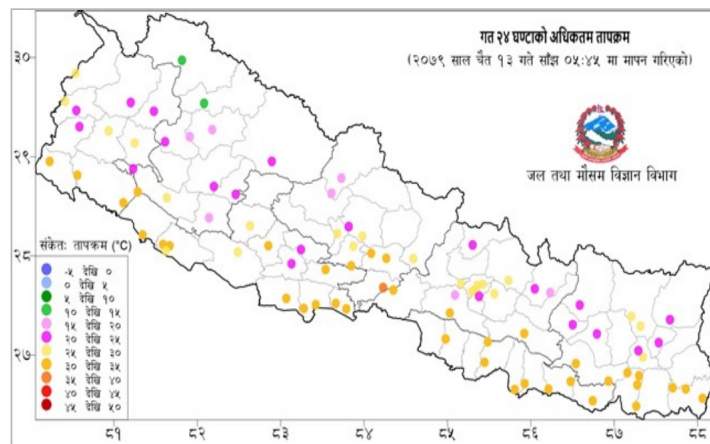 गत २४ घण्टाको अधिकतम तापक्रम
(२०७९ साल चैत १३ गते साँझ ०५:४५ मा मापन गरिएको)
जल तथा मौसम विज्ञान विभाग
३०
२९
२८
२७
संकेतः तापक्रम (°C)
-५ देखि ०
० देखि ५
५ देखि १०
१० देखि १५
१५ देखि २०
२० देखि २५
२५ देखि ३०
३० देखि ३५
३५ देखि ४०
४० देखि ४५
४५ देखि ५०
८१ ८२ ८३ ८४ ८५ ८६ ८७ ८८